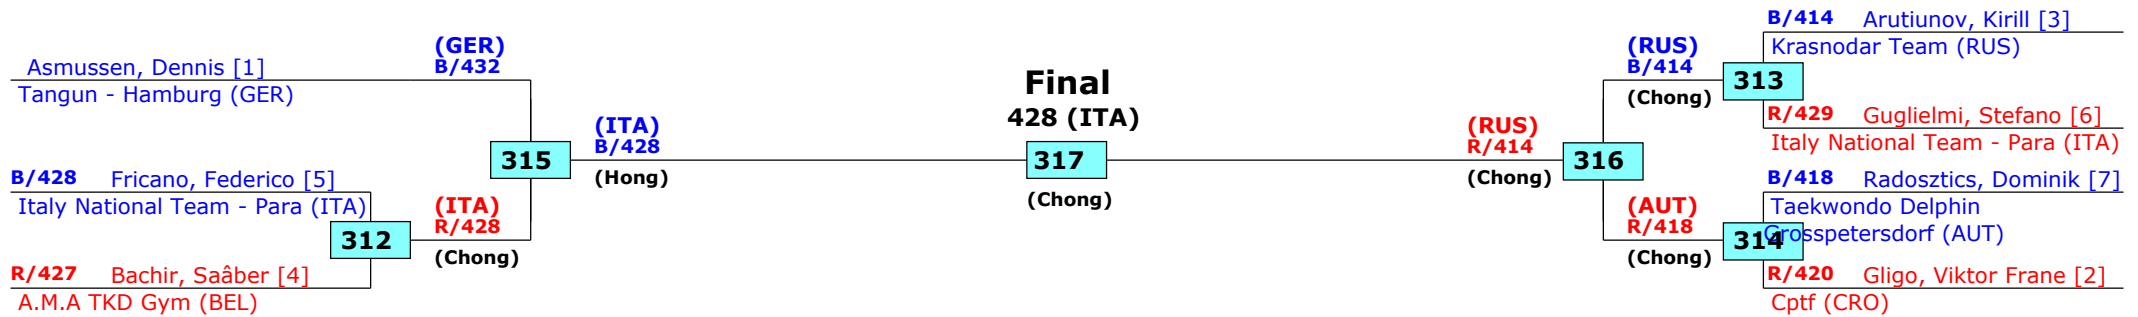 Asmussen, Dennis [1]
Tangun - Hamburg (GER)
(GER)
B/432
B/428 Fricano, Federico [5]
Italy National Team - Para (ITA)
312
R/427 Bachir, Saâber [4]
A.M.A TKD Gym (BEL)
(ITA)
R/428
(Chong)
315
(ITA)
B/428
(Hong)
Final
428 (ITA)
317
(Chong)
(RUS)
R/414
(Chong)
316
(RUS)
B/414
(Chong)
313
B/414 Arutiunov, Kirill [3]
Krasnodar Team (RUS)
R/429 Guglielmi, Stefano [6]
Italy National Team - Para (ITA)
(AUT)
R/418
(Chong)
314
B/418 Radosztics, Dominik [7]
Taekwondo Delphin
Grosspetersdorf (AUT)
R/420 Gligo, Viktor Frane [2]
Cptf (CRO)